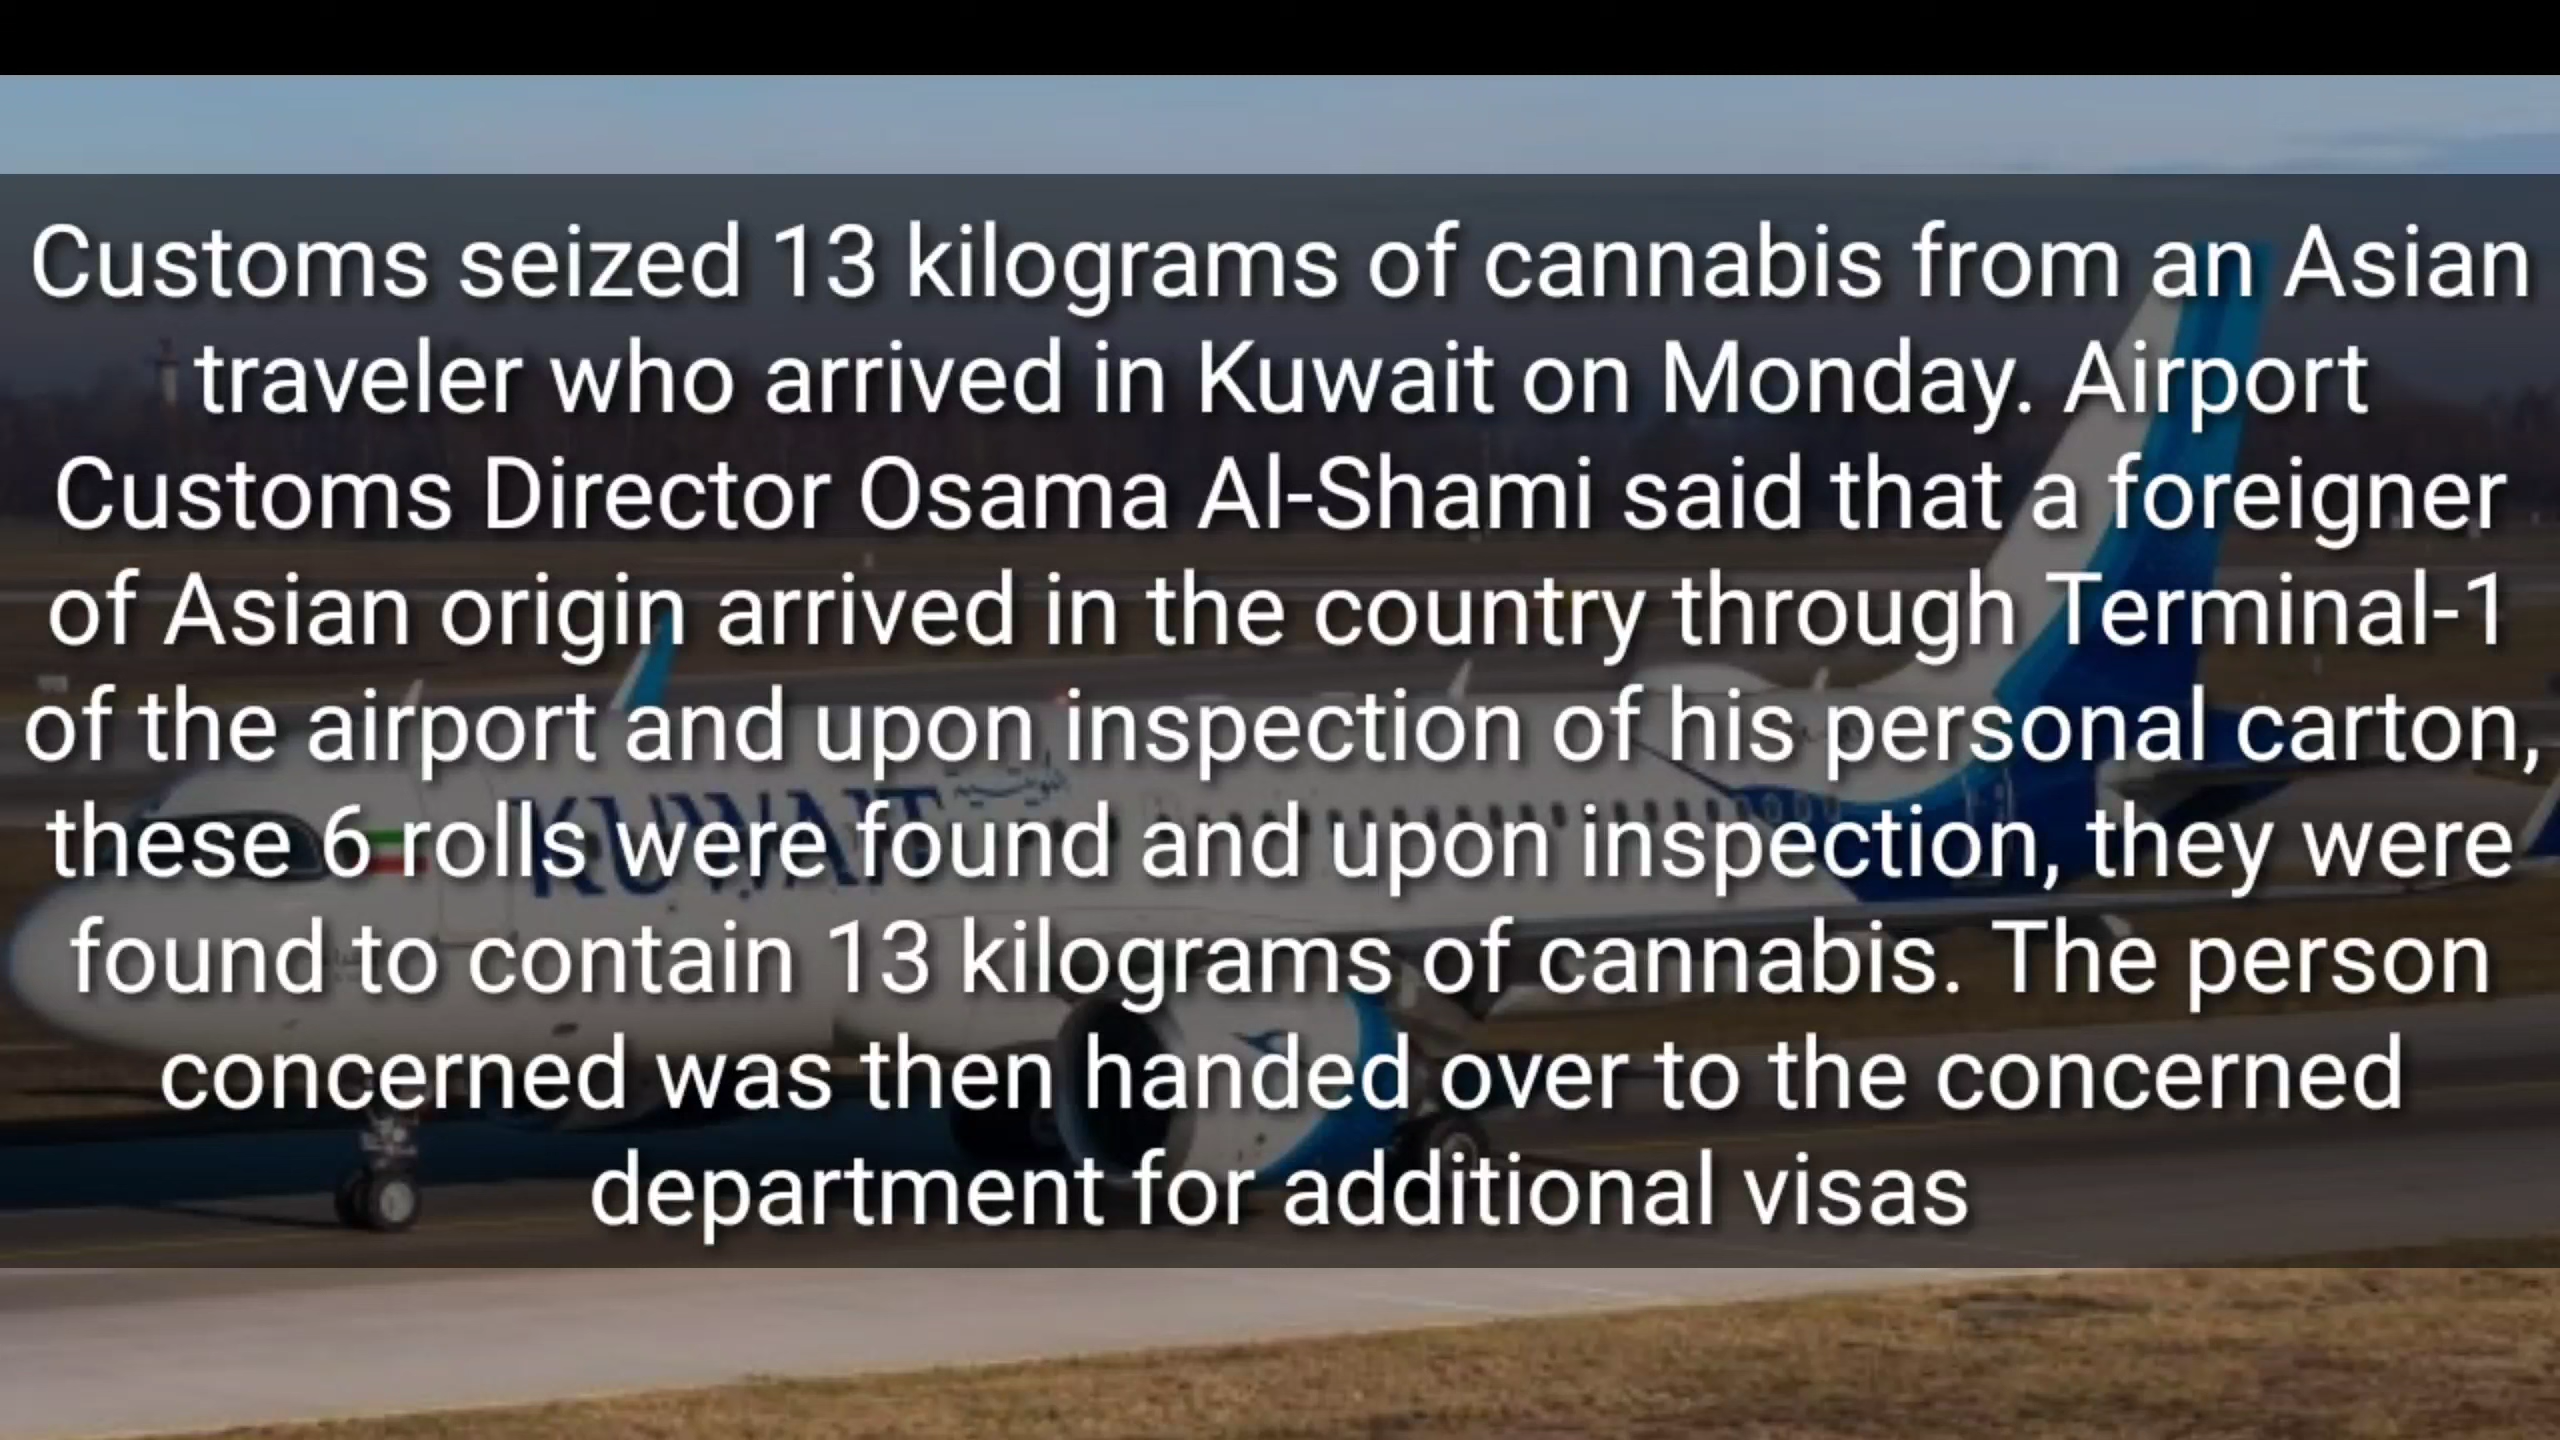 Customs seized 13 kilograms of cannabis from an Asian
traveler who arrived in Kuwait on Monday. Airport
Customs Director Osama Al-Shami said that a foreigner
of Asian origin arrived in the country through Terminal-1
of the airport and upon inspection of his personal carton,
these 6 rolls were found and upon inspection, they were
found to contain 13 kilograms of cannabis. The person
concerned was then handed over to the concerned
department for additional visas
KUWAIT
الكويتية